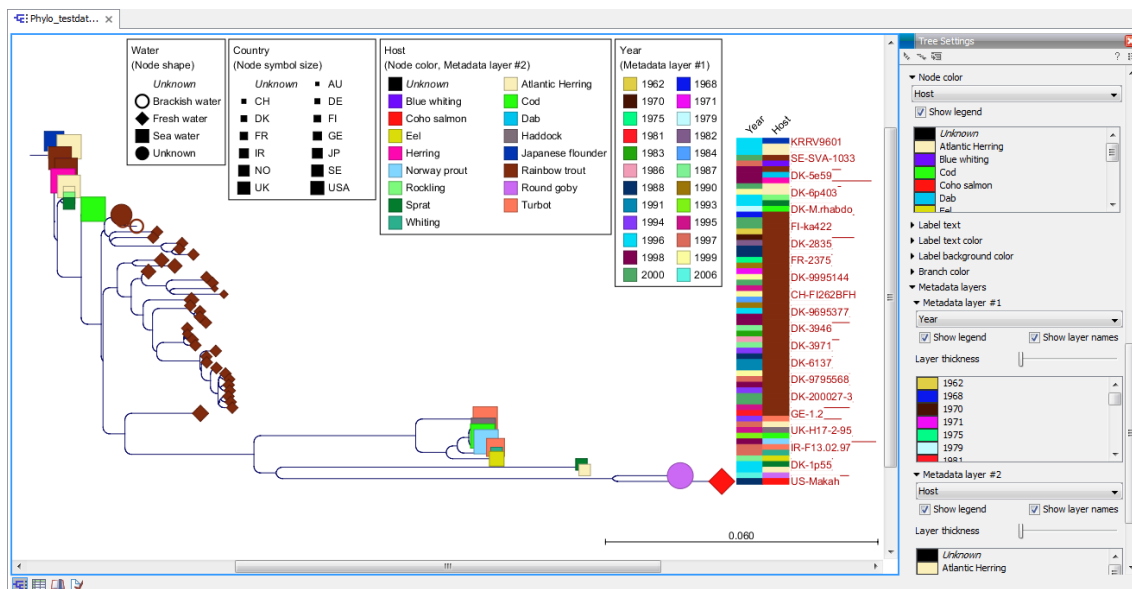 Phylo_testdat...
Water
(Node shape)
Unknown
Brackish water
Fresh water
Sea water
Unknown
Country
(Node symbol size)
Unknown
AU
CH
DE
DK
FI
FR
GE
IR
JP
NO
SE
UK
USA
Host
(Node color, Metadata layer #2)
Unknown
Atlantic Herring
Blue whiting
Cod
Coho salmon
Dab
Eel
Haddock
Herring
Japanese flounder
Norway prout
Rainbow trout
Rockling
Round goby
Sprat
Turbot
Whiting
Year
(Metadata layer #1)
1962
1968
1970
1971
1975
1979
1981
1982
1983
1984
1986
1987
1988
1990
1991
1993
1994
1995
1996
1997
1998
1999
2000
2006
Year
Host
KRRV9601
SE-SVA-1033
DK-5e59
DK-6p403
DK-M.rhabdo
FI-ka422
DK-2835
FR-2375
DK-9995144
CH-FI262BFH
DK-9695377
DK-3946
DK-3971
DK-6137
DK-9795568
DK-200027-3
GE-1.2
UK-H17-2-95
IR-F13.02.97
DK-1p55
US-Makah
0.060
Tree Settings
?
Node color
Host
Show legend
Unknown
Atlantic Herring
Blue whiting
Cod
Coho salmon
Dab
Eel
Label text
Label text color
Label background color
Branch color
Metadata layers
Metadata layer #1
Year
Show legend
Show layer names
Layer thickness
1962
1968
1970
1971
1975
1979
1981
Metadata layer #2
Host
Show legend
Show layer names
Layer thickness
Unknown
Atlantic Herring